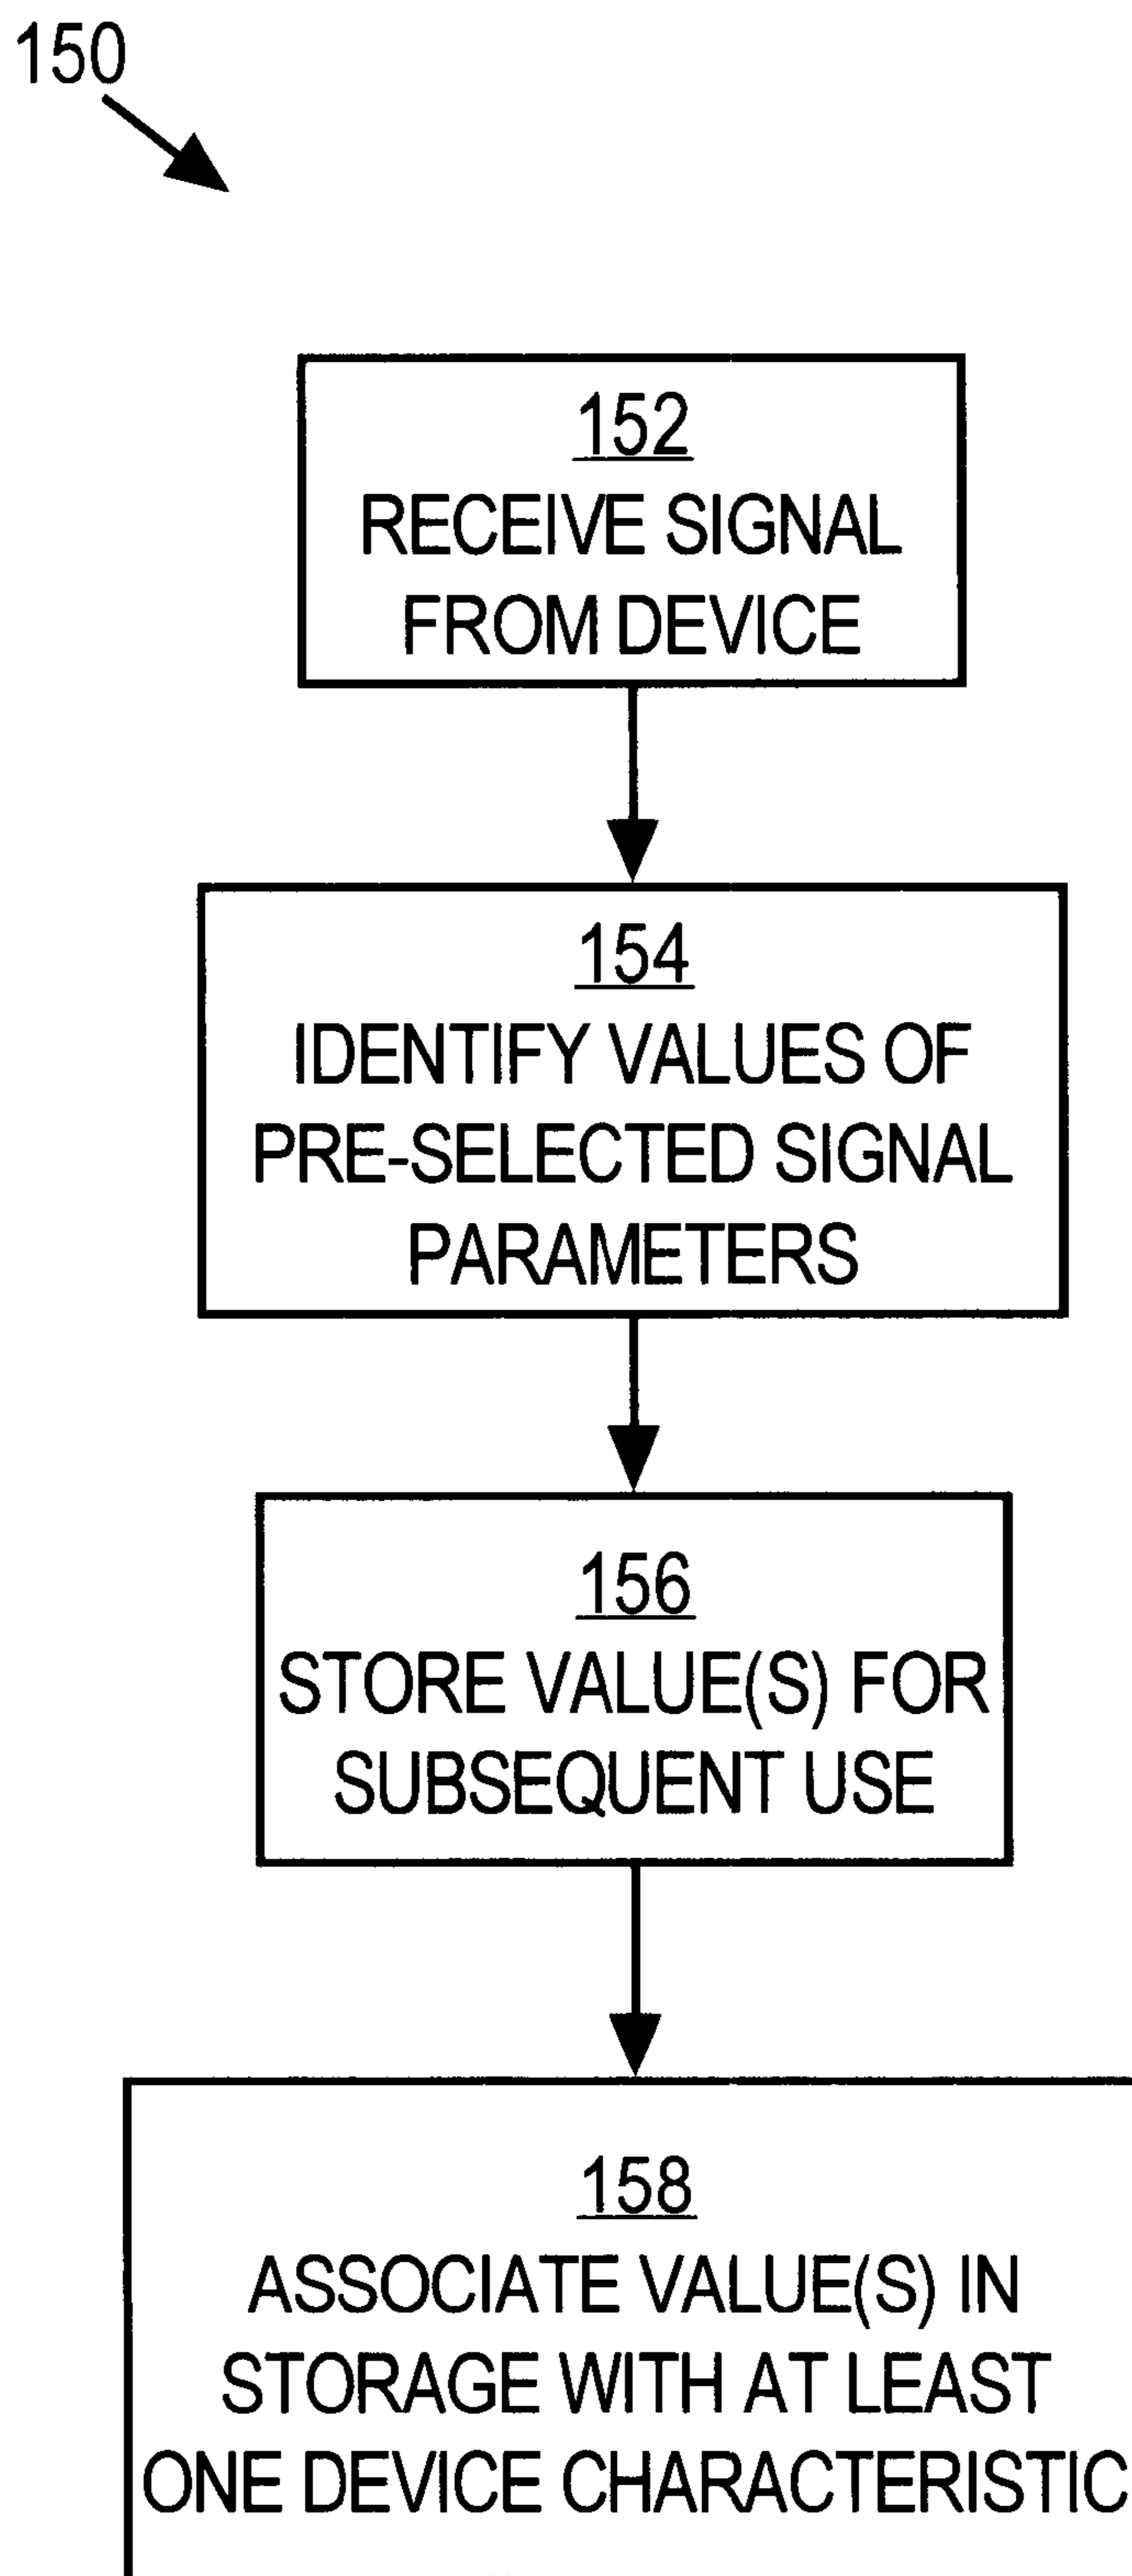 150
152
RECEIVE SIGNAL
FROM DEVICE
154
IDENTIFY VALUES OF
PRE-SELECTED SIGNAL
PARAMETERS
156
STORE VALUE(S) FOR
SUBSEQUENT USE
158
ASSOCIATE VALUE(S) IN
STORAGE WITH AT LEAST
ONE DEVICE CHARACTERISTIC